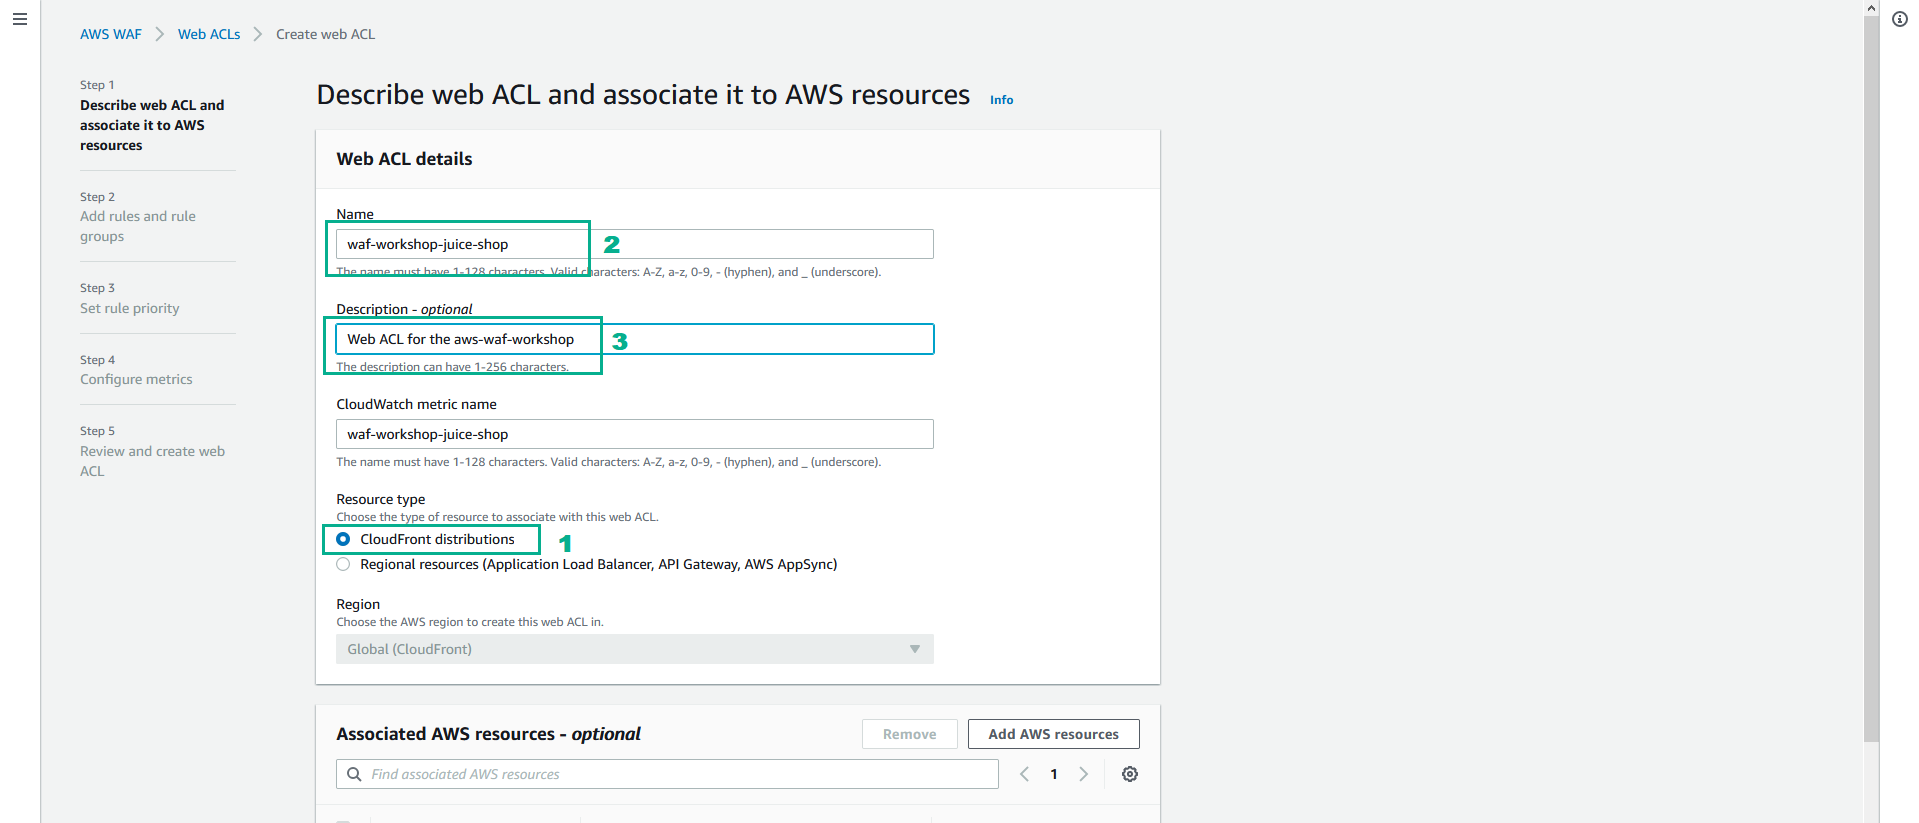 AWS WAF > Web ACLs > Create web ACL
Step 1
Describe web ACL and
associate it to AWS
resources
Step 2
Add rules and rule
groups
Step 3
Set rule priority
Step 4
Configure metrics
Step 5
Review and create web
ACL
Describe web ACL and associate it to AWS resources Info
Web ACL details
Name
waf-workshop-juice-shop 2
The name must have 1-128 characters. Valid characters: A-Z, a-z, 0-9, - (hyphen), and _ (underscore).
Description - optional
Web ACL for the aws-waf-workshop 3
The description can have 1-256 characters.
CloudWatch metric name
waf-workshop-juice-shop
The name must have 1-128 characters. Valid characters: A-Z, a-z, 0-9, - (hyphen), and _ (underscore).
Resource type
Choose the type of resource to associate with this web ACL.
CloudFront distributions 1
Regional resources (Application Load Balancer, API Gateway, AWS AppSync)
Region
Choose the AWS region to create this web ACL in.
Global (CloudFront)
Associated AWS resources - optional Remove Add AWS resources
Find associated AWS resources 1